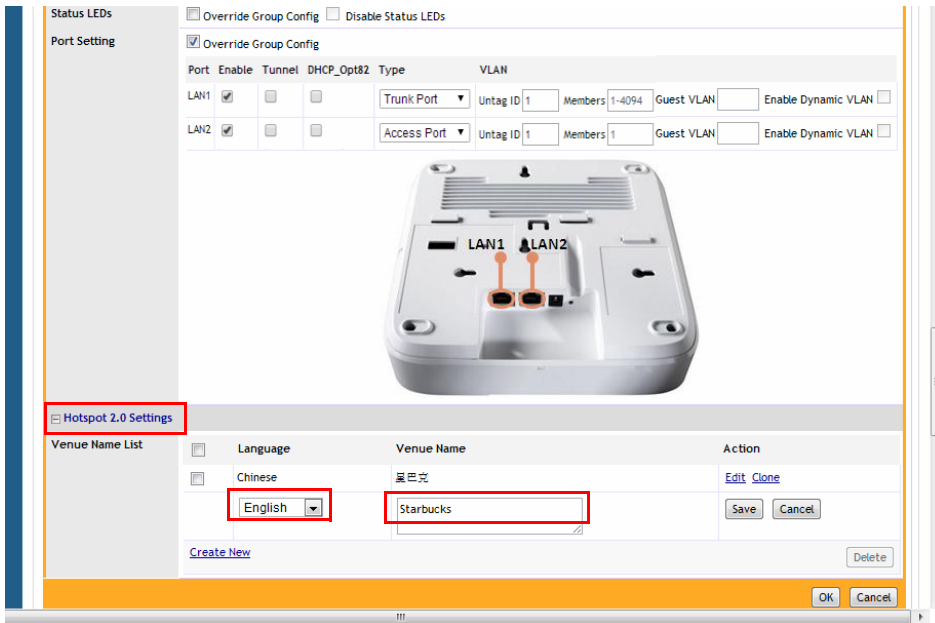 Status LEDs
Override Group Config Disable Status LEDs
Port Setting
Override Group Config
Port Enable Tunnel DHCP_Opt82 Type VLAN
LAN1 Trunk Port Untag ID 1 Members 1-4094 Guest VLAN Enable Dynamic VLAN
LAN2 Access Port Untag ID 1 Members 1 Guest VLAN Enable Dynamic VLAN
LAN1 LAN2
Hotspot 2.0 Settings
Venue Name List
Language Venue Name Action
Chinese 星巴克 Edit Clone
English Starbucks Save Cancel
Create New
Delete
OK Cancel